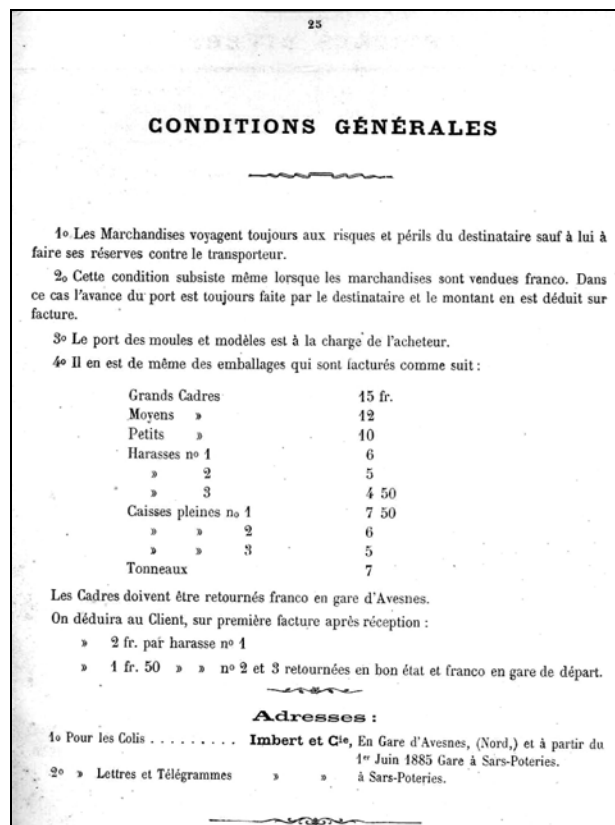 25
CONDITIONS GÉNÉRALES
1o Les Marchandises voyagent toujours aux risques et périls du destinataire sauf à lui à
faire ses réserves contre le transporteur.
2o Cette condition subsiste même lorsque les marchandises sont vendues franco. Dans
ce cas l'avance du port est toujours faite par le destinataire et le montant en est déduit sur
facture.
3o Le port des moules et modèles est à la charge de l'acheteur.
4o Il en est de même des emballages qui sont facturés comme suit :
Grands Cadres 15 fr.
Moyens » 12
Petits » 10
Harasses no 1 6
» 2 5
» 3 4 50
Caisses pleines no 1 7 50
» » 2 6
» » 3 5
Tonneaux 7
Les Cadres doivent être retournés franco en gare d'Avesnes.
On déduira au Client, sur première facture après réception :
» 2 fr. par harasse no 1
» 1 fr. 50 » » no 2 et 3 retournées en bon état et franco en gare de départ.
Adresses :
1o Pour les Colis . . . . . . . . . Imbert et Cie, En Gare d'Avesnes, (Nord,) et à partir du
1er Juin 1885 Gare à Sars-Poteries.
2o » Lettres et Télégrammes » » à Sars-Poteries.